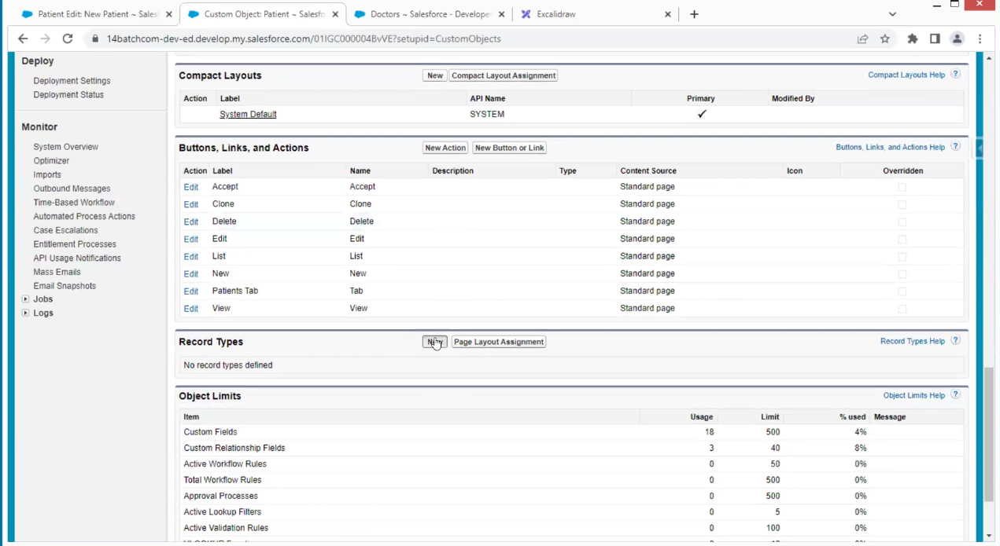 Patient Edit: New Patient ~ Sales
Custom Object: Patient ~ Salesfo
Doctors ~ Salesforce - Develope
Excalidraw
14batchcom-dev-ed.develop.my.salesforce.com/01IGC000004BvVE?setupid=CustomObjects
Deploy
Deployment Settings
Deployment Status
Monitor
System Overview
Optimizer
Imports
Outbound Messages
Time-Based Workflow
Automated Process Actions
Case Escalations
Entitlement Processes
API Usage Notifications
Mass Emails
Email Snapshots
Jobs
Logs
Compact Layouts New Compact Layout Assignment Compact Layouts Help ?
Action Label API Name Primary Modified By
System Default SYSTEM ✓
Buttons, Links, and Actions New Action New Button or Link Buttons, Links, and Actions Help ?
Action Label Name Description Type Content Source Icon Overridden
Edit Accept Accept Standard page
Edit Clone Clone Standard page
Edit Delete Delete Standard page
Edit Edit Edit Standard page
Edit List List Standard page
Edit New New Standard page
Edit Patients Tab Tab Standard page
Edit View View Standard page
Record Types Page Layout Assignment Record Types Help ?
No record types defined
Object Limits Object Limits Help ?
Item Usage Limit % used Message
Custom Fields 18 500 4%
Custom Relationship Fields 3 40 8%
Active Workflow Rules 0 50 0%
Total Workflow Rules 0 500 0%
Approval Processes 0 500 0%
Active Lookup Filters 0 5 0%
Active Validation Rules 0 100 0%